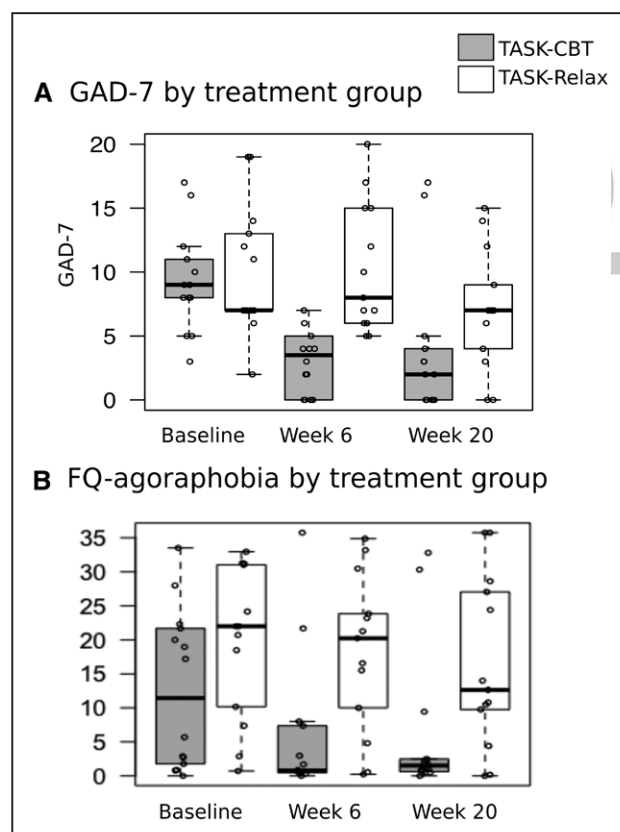 TASK-CBT
TASK-Relax
A GAD-7 by treatment group
GAD-7
20
15
10
5
0
Baseline Week 6 Week 20
B FQ-agoraphobia by treatment group
35
30
25
20
15
10
5
0
Baseline Week 6 Week 20